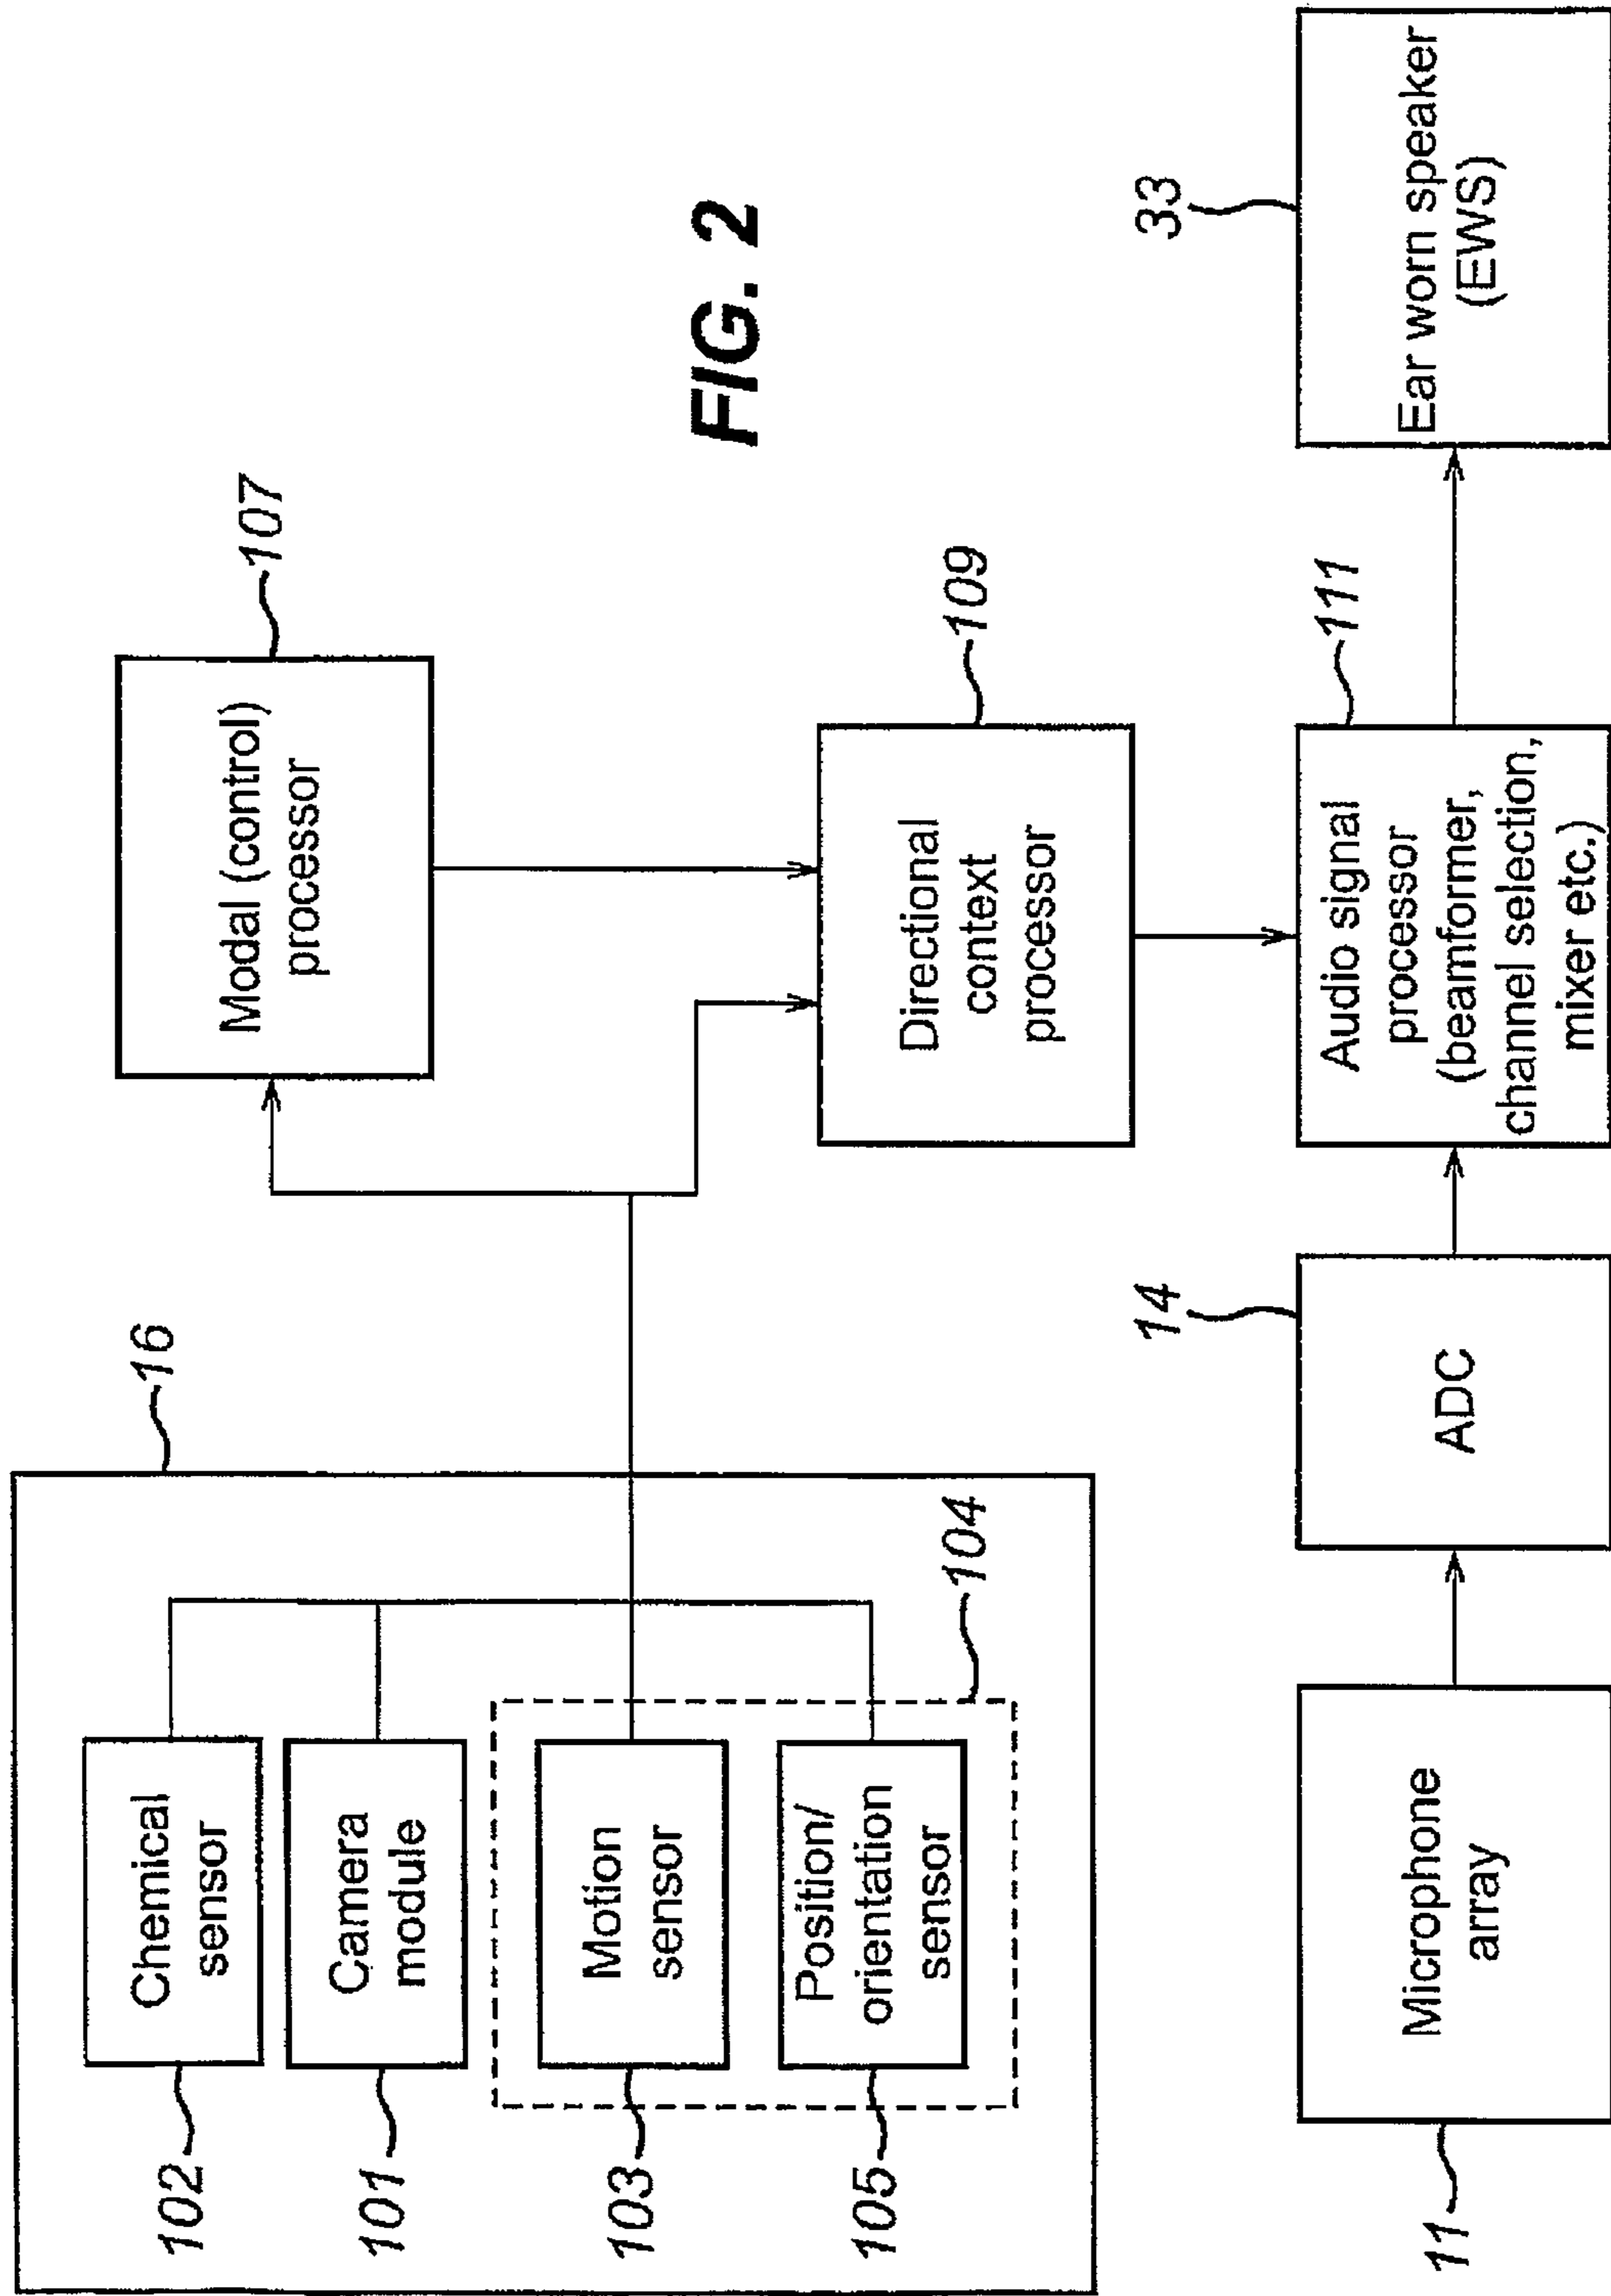 16
102
Chemical
sensor
101
Camera
module
103
Motion
sensor
104
105
Position/
orientation
sensor
107
Modal (control)
processor
109
Directional
context
processor
FIG. 2
11
Microphone
array
14
ADC
111
Audio signal
processor
(beamformer,
channel selection,
mixer etc.)
33
Ear worn speaker
(EWS)